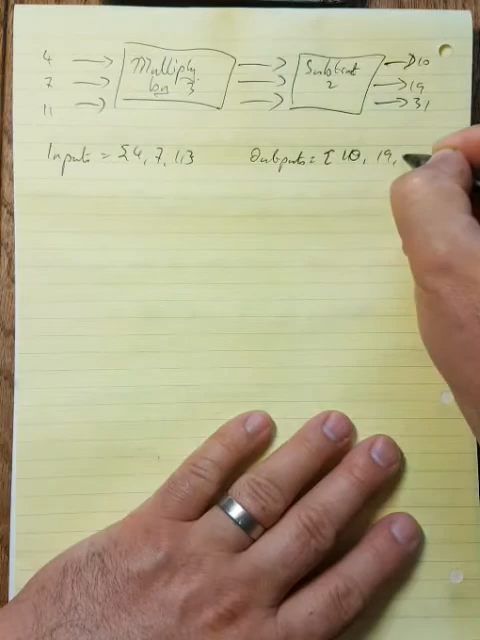 4 → Multiply → Subtract → 10
7 → by 3 → 2 → 19
11 → → → 31
Inputs = {4, 7, 11} Outputs = { 10, 19,